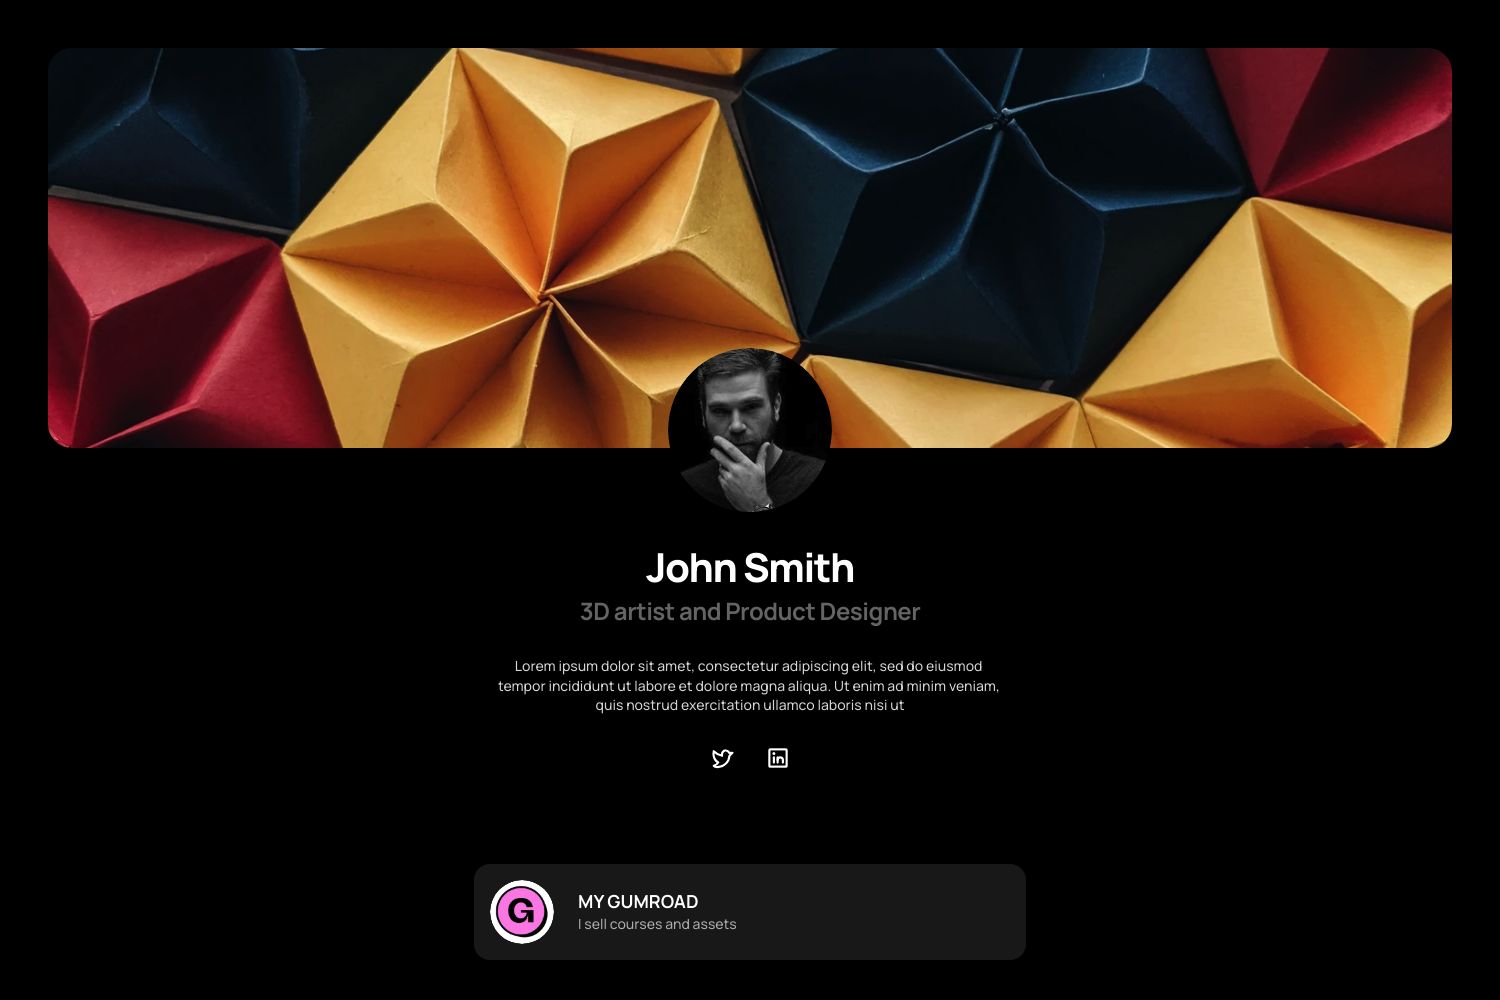 John Smith
3D artist and Product Designer
Lorem ipsum dolor sit amet, consectetur adipiscing elit, sed do eiusmod
tempor incididunt ut labore et dolore magna aliqua. Ut enim ad minim veniam,
quis nostrud exercitation ullamco laboris nisi ut
in
G
MY GUMROAD
I sell courses and assets